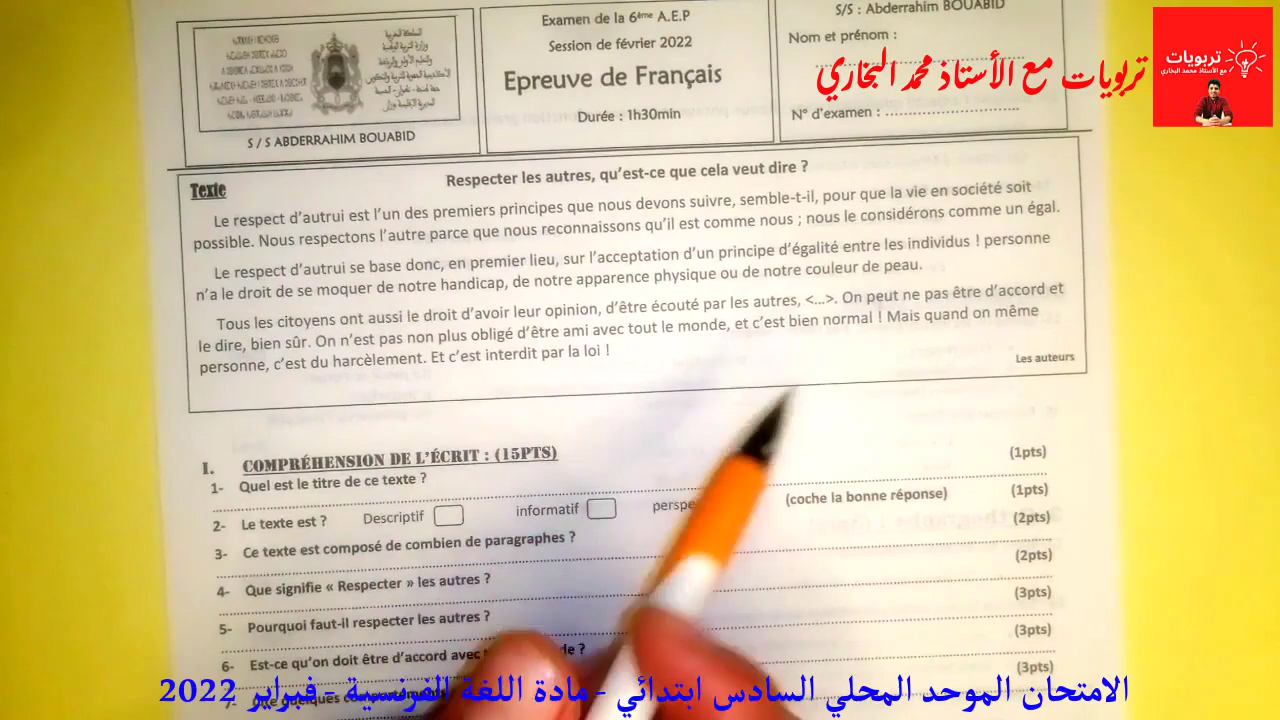 المملكة المغربية
S / S ABDERRAHIM BOUABID
Examen de la 6ème A.E.P
Session de février 2022
Epreuve de Français
Durée : 1h30min
S/S : Abderrahim BOUABID
Nom et prénom :
N° d'examen : ..............................
تربويات مع الأستاذ محمد البخاري
تربويات
مع الأستاذ محمد البخاري
Texte
Respecter les autres, qu'est-ce que cela veut dire ?
Le respect d'autrui est l'un des premiers principes que nous devons suivre, semble-t-il, pour que la vie en société soit
possible. Nous respectons l'autre parce que nous reconnaissons qu'il est comme nous ; nous le considérons comme un égal.
Le respect d'autrui se base donc, en premier lieu, sur l'acceptation d'un principe d'égalité entre les individus ! personne
n'a le droit de se moquer de notre handicap, de notre apparence physique ou de notre couleur de peau.
Tous les citoyens ont aussi le droit d'avoir leur opinion, d'être écouté par les autres, <...>. On peut ne pas être d'accord et
le dire, bien sûr. On n'est pas non plus obligé d'être ami avec tout le monde, et c'est bien normal ! Mais quand on même
personne, c'est du harcèlement. Et c'est interdit par la loi !
Les auteurs
I. COMPRÉHENSION DE L'ÉCRIT : (15PTS)
1- Quel est le titre de ce texte ? (1pts)
2- Le texte est ? Descriptif informatif (coche la bonne réponse) (1pts)
3- Ce texte est composé de combien de paragraphes ? (2pts)
4- Que signifie « Respecter » les autres ? (2pts)
5- Pourquoi faut-il respecter les autres ? (3pts)
6- Est-ce qu'on doit être d'accord avec (3pts)
7- quelques (3pts)
الامتحان الموحد المحلي السادس ابتدائي - مادة اللغة الفرنسية - فبراير 2022